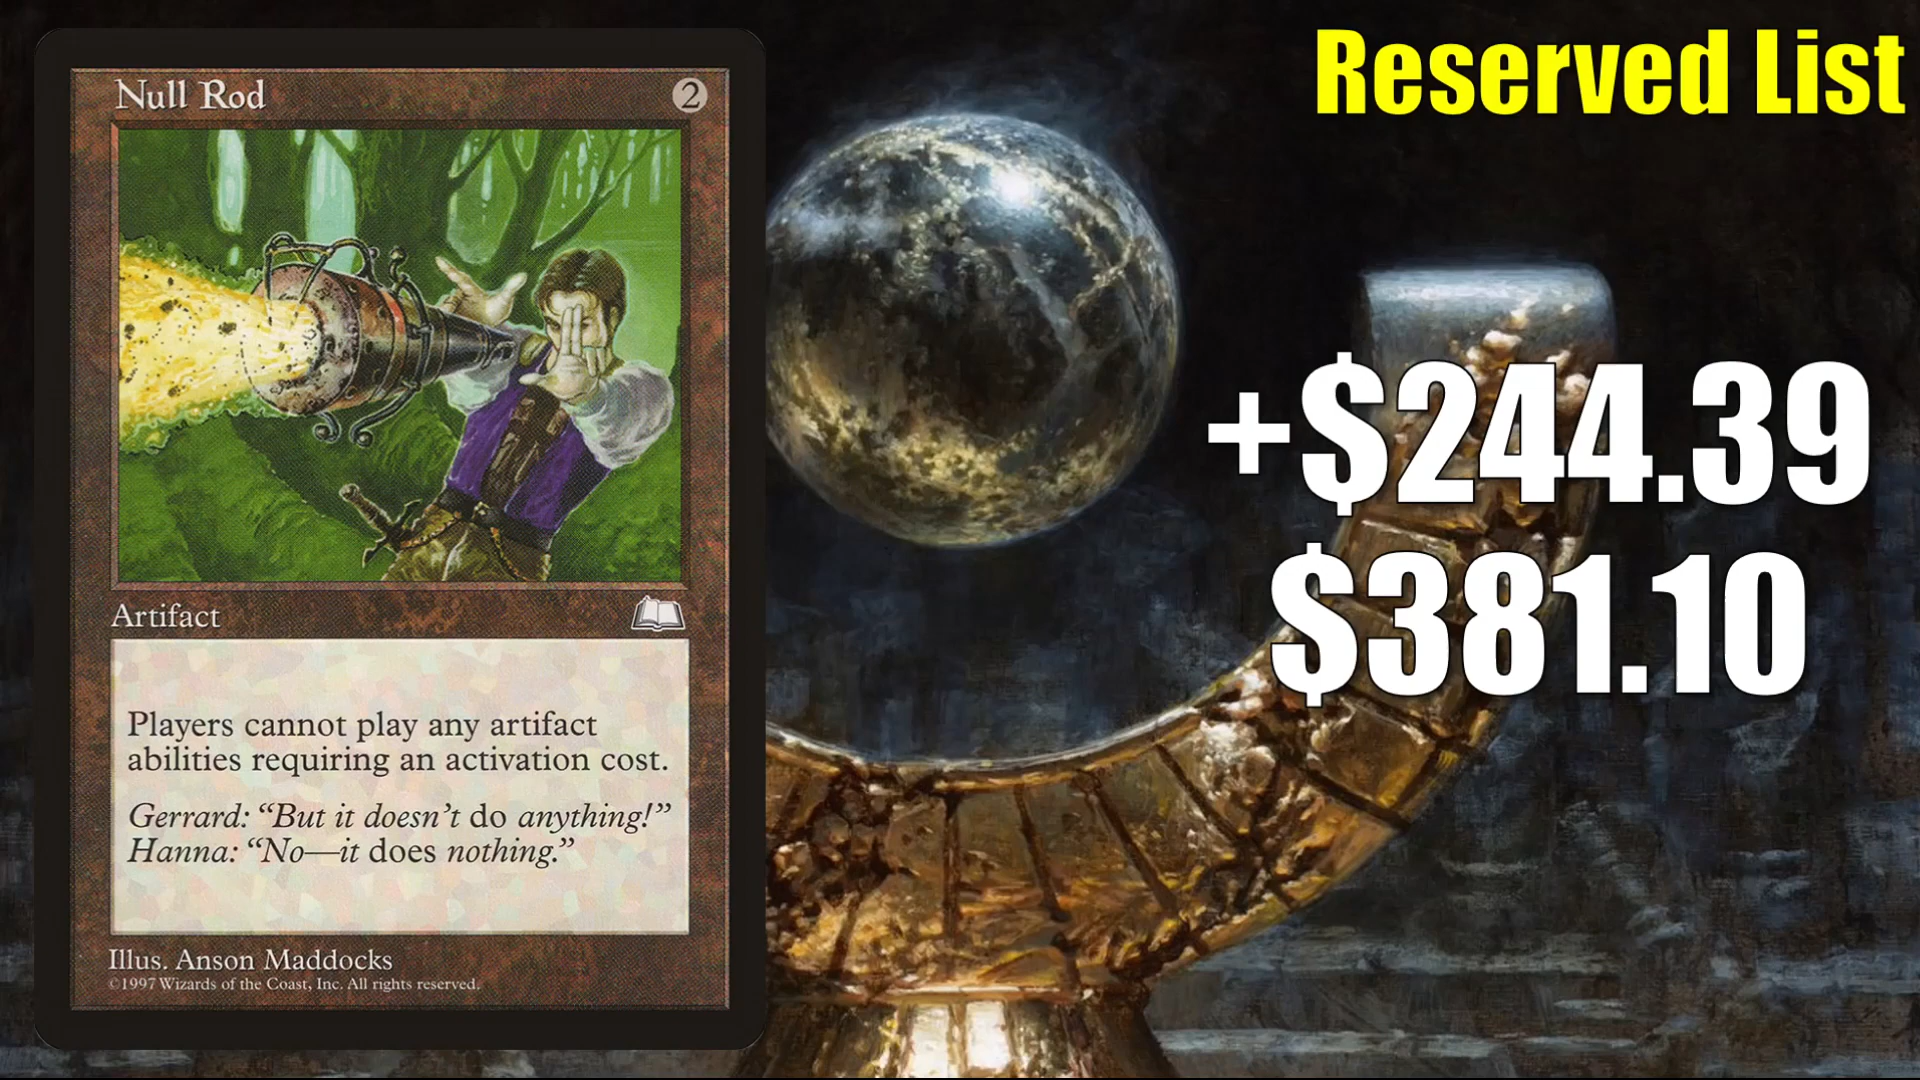 Null Rod 2
Reserved List
+$244.39
$381.10
Artifact
Players cannot play any artifact
abilities requiring an activation cost.
Gerrard: “But it doesn’t do anything!”
Hanna: “No—it does nothing.”
Illus. Anson Maddocks
©1997 Wizards of the Coast, Inc. All rights reserved.